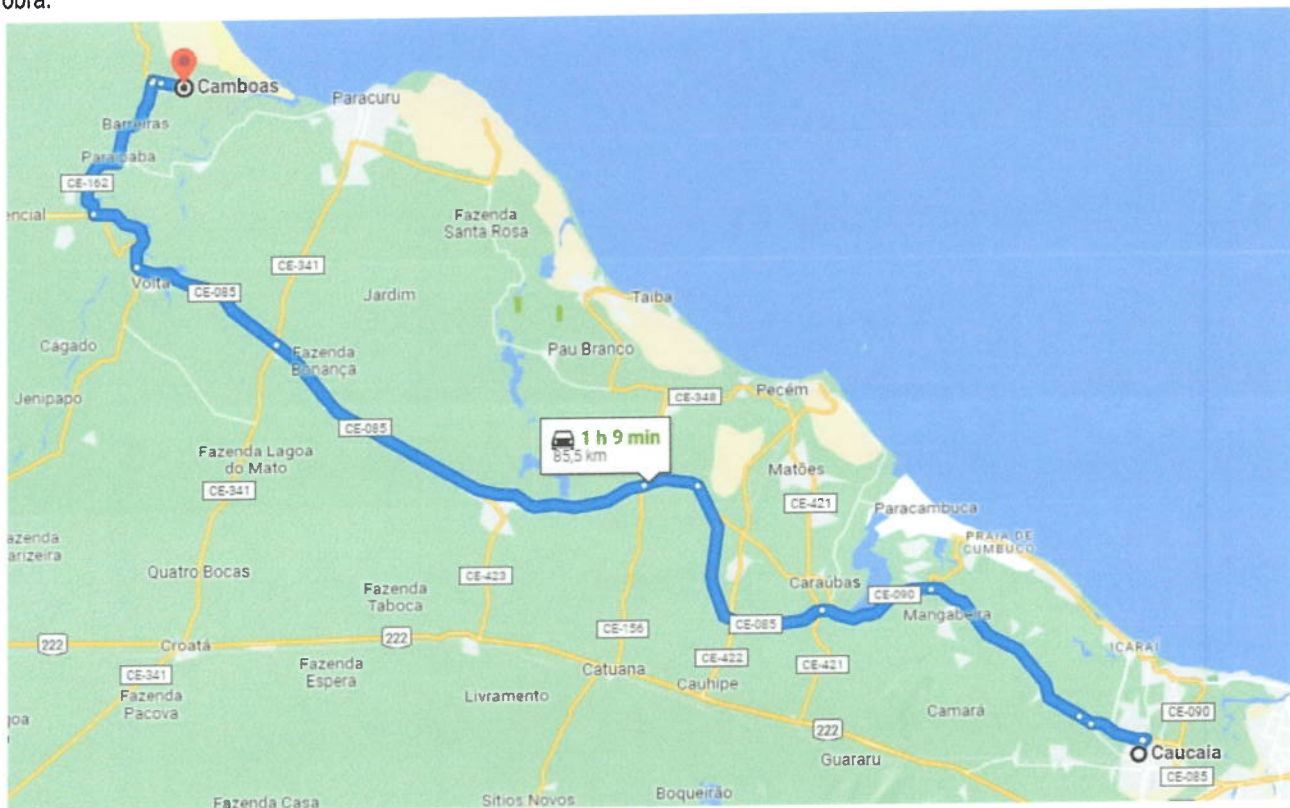 obra.
Camboas
Paracuru
Barreiras
Paraipaba
CE-162
encial
Fazenda
Santa Rosa
CE-341
Volta
CE-085
Jardim
Taiba
Cágado
Fazenda
Bonança
Pau Branco
Jenipapo
CE-348
Pecém
CE-085
1 h 9 min
85,5 km
Fazenda Lagoa
do Mato
Matões
CE-341
CE-421
Paracambuca
PRAIA DE
CUMBUCO
azenda
arizeira
Quatro Bocas
CE-423
Fazenda
Taboca
Caraúbas
CE-090
Mangabeira
222
Croatá
222
CE-156
CE-085
ICARAÍ
CE-341
Fazenda
Pacova
Fazenda
Espera
Livramento
Catuana
CE-422
Cauhipe
CE-421
Camará
CE-090
goa
222
Guararu
Caucaia
CE-085
Fazenda Casa
Sítios Novos
Boqueirão